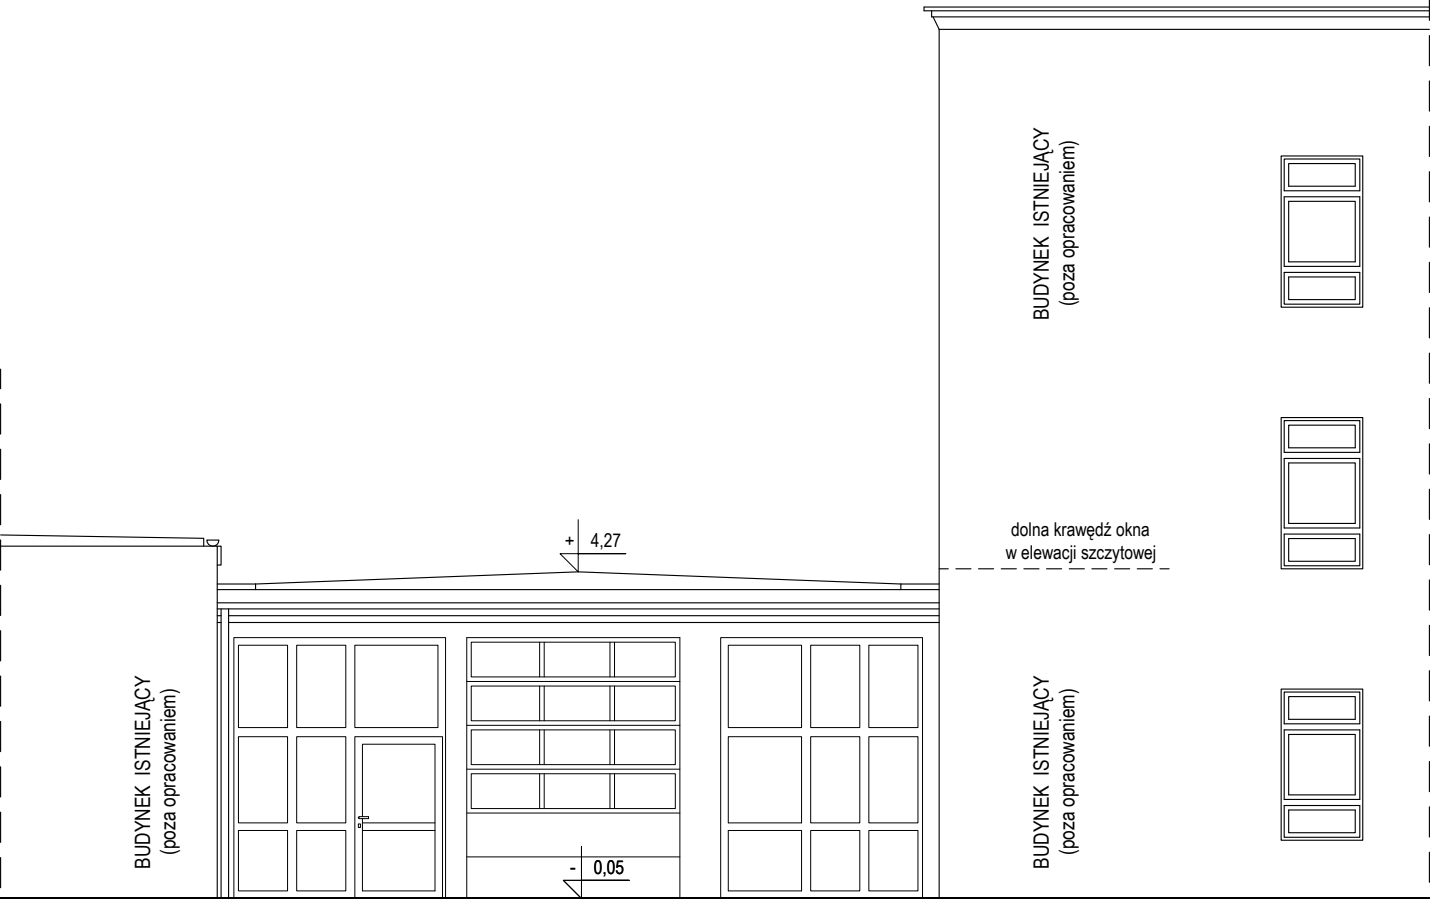 BUDYNEK ISTNIEJĄCY
(poza opracowaniem)
dolna krawędź okna
w elewacji szczytowej
+ 4,27
BUDYNEK ISTNIEJĄCY
(poza opracowaniem)
BUDYNEK ISTNIEJĄCY
(poza opracowaniem)
- 0,05